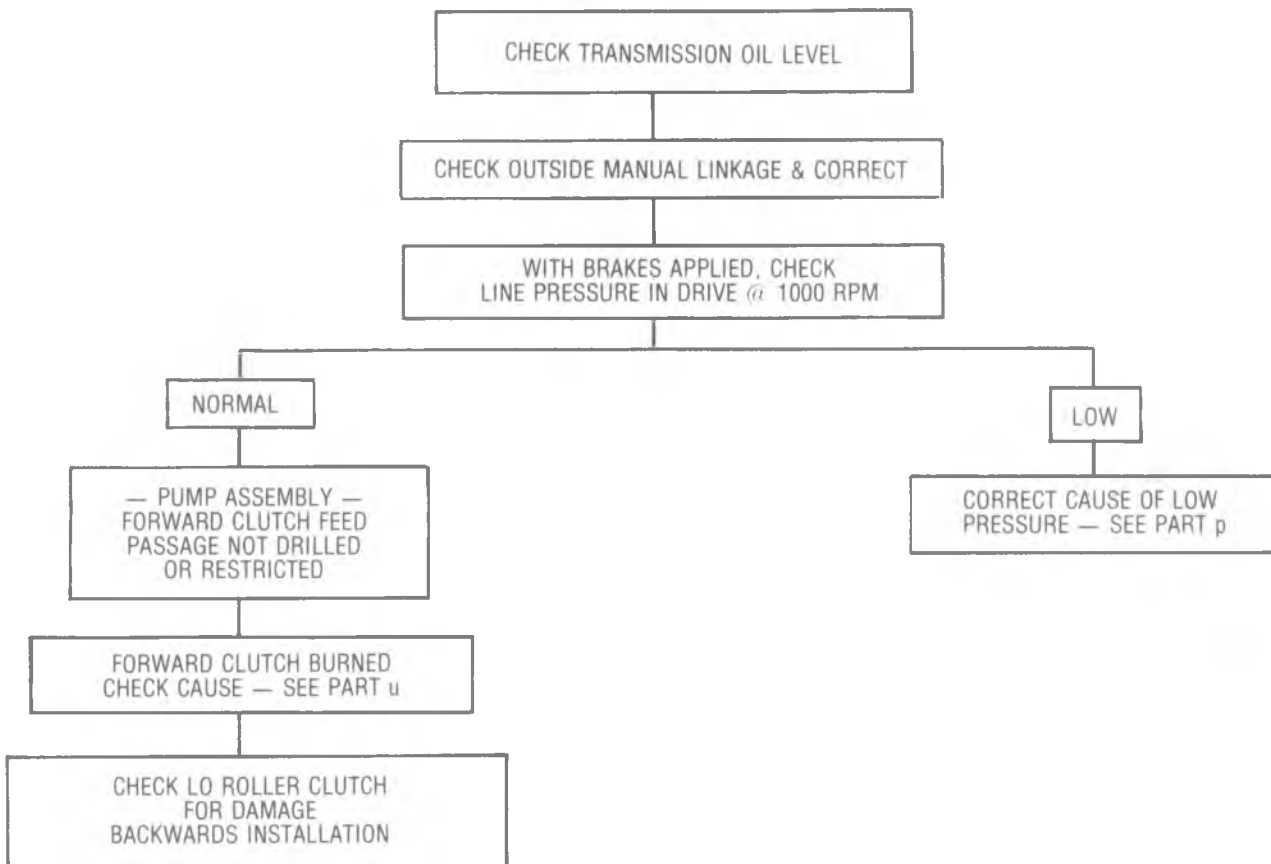 CHECK TRANSMISSION OIL LEVEL
CHECK OUTSIDE MANUAL LINKAGE & CORRECT
WITH BRAKES APPLIED, CHECK
LINE PRESSURE IN DRIVE @ 1000 RPM
NORMAL
— PUMP ASSEMBLY —
FORWARD CLUTCH FEED
PASSAGE NOT DRILLED
OR RESTRICTED
FORWARD CLUTCH BURNED
CHECK CAUSE — SEE PART u
CHECK LO ROLLER CLUTCH
FOR DAMAGE
BACKWARDS INSTALLATION
LOW
CORRECT CAUSE OF LOW
PRESSURE — SEE PART p